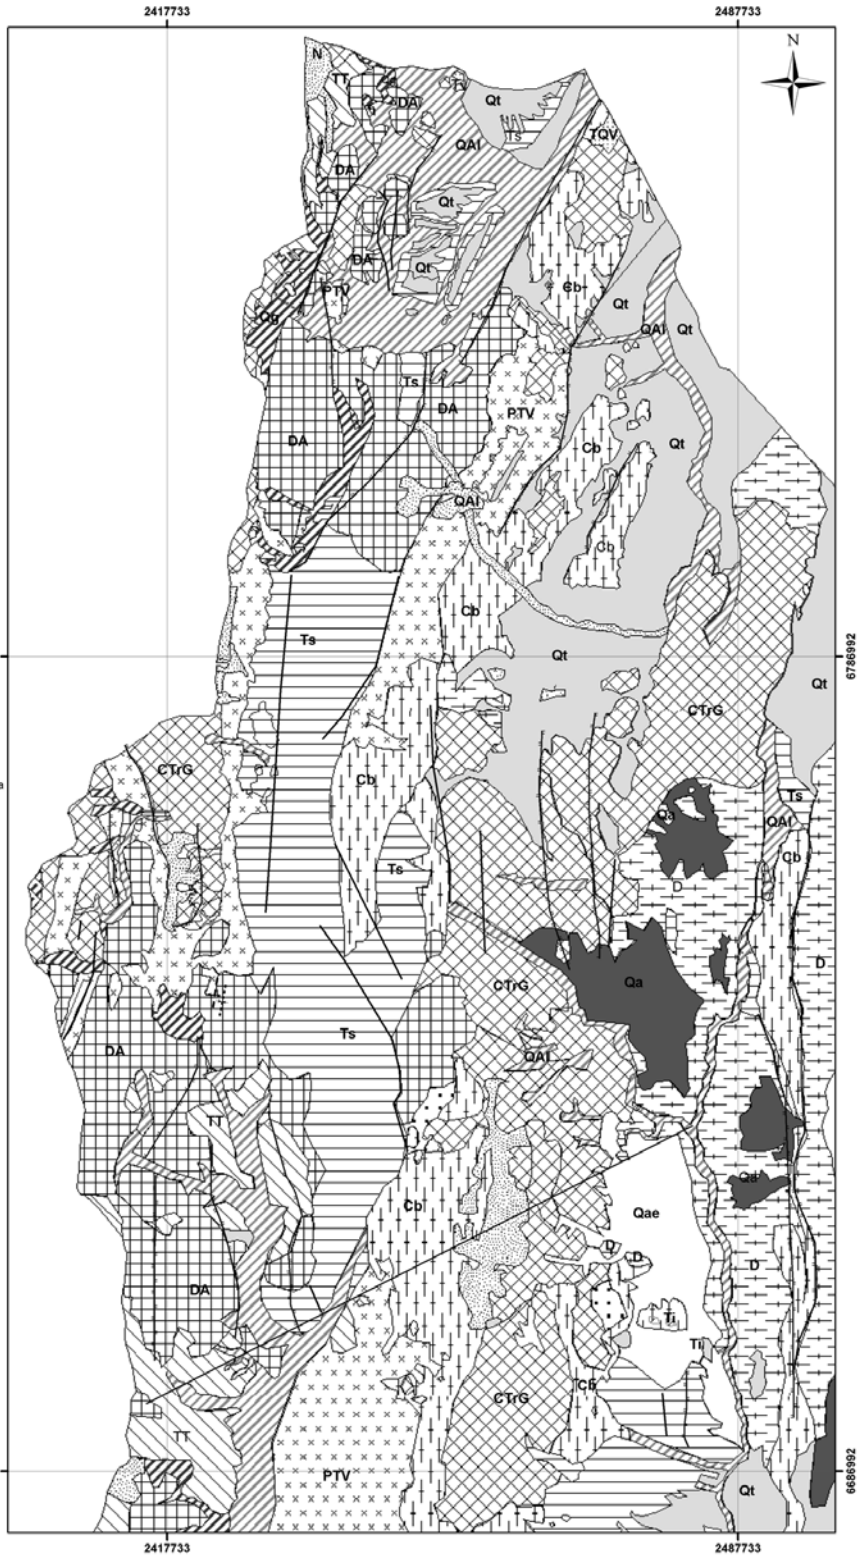 2417733
2487733
N
N
TT
Tv
DA
Qt
Ts
TQV
QAl
DA
Qt
DA
Qt
Cb
PTV
Qt
Qg
QAl
Qt
Ts
DA
PTV
DA
Cb
Qt
QAl
Cb
Cb
Ts
Qt
6786992
Qt
CTrG
CTrG
Cb
Ts
Qa
QAl
Cb
Ts
D
D
CTrG
Qa
Ts
DA
QAl
TT
Qa
Cb
Qae
D
D
D
DA
Ti
Ti
CTrG
Cb
TT
PTV
Qt
6686992
2417733
2487733